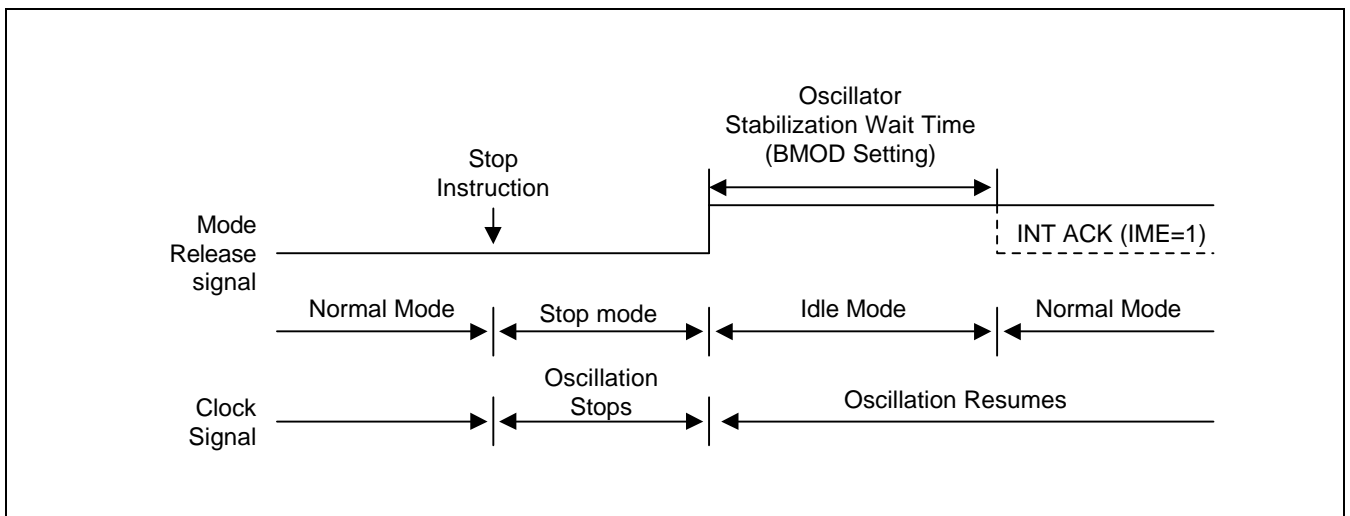 Oscillator
Stabilization Wait Time
(BMOD Setting)
Stop
Instruction
Mode
Release
signal
INT ACK (IME=1)
Normal Mode
Stop mode
Idle Mode
Normal Mode
Clock
Signal
Oscillation
Stops
Oscillation Resumes